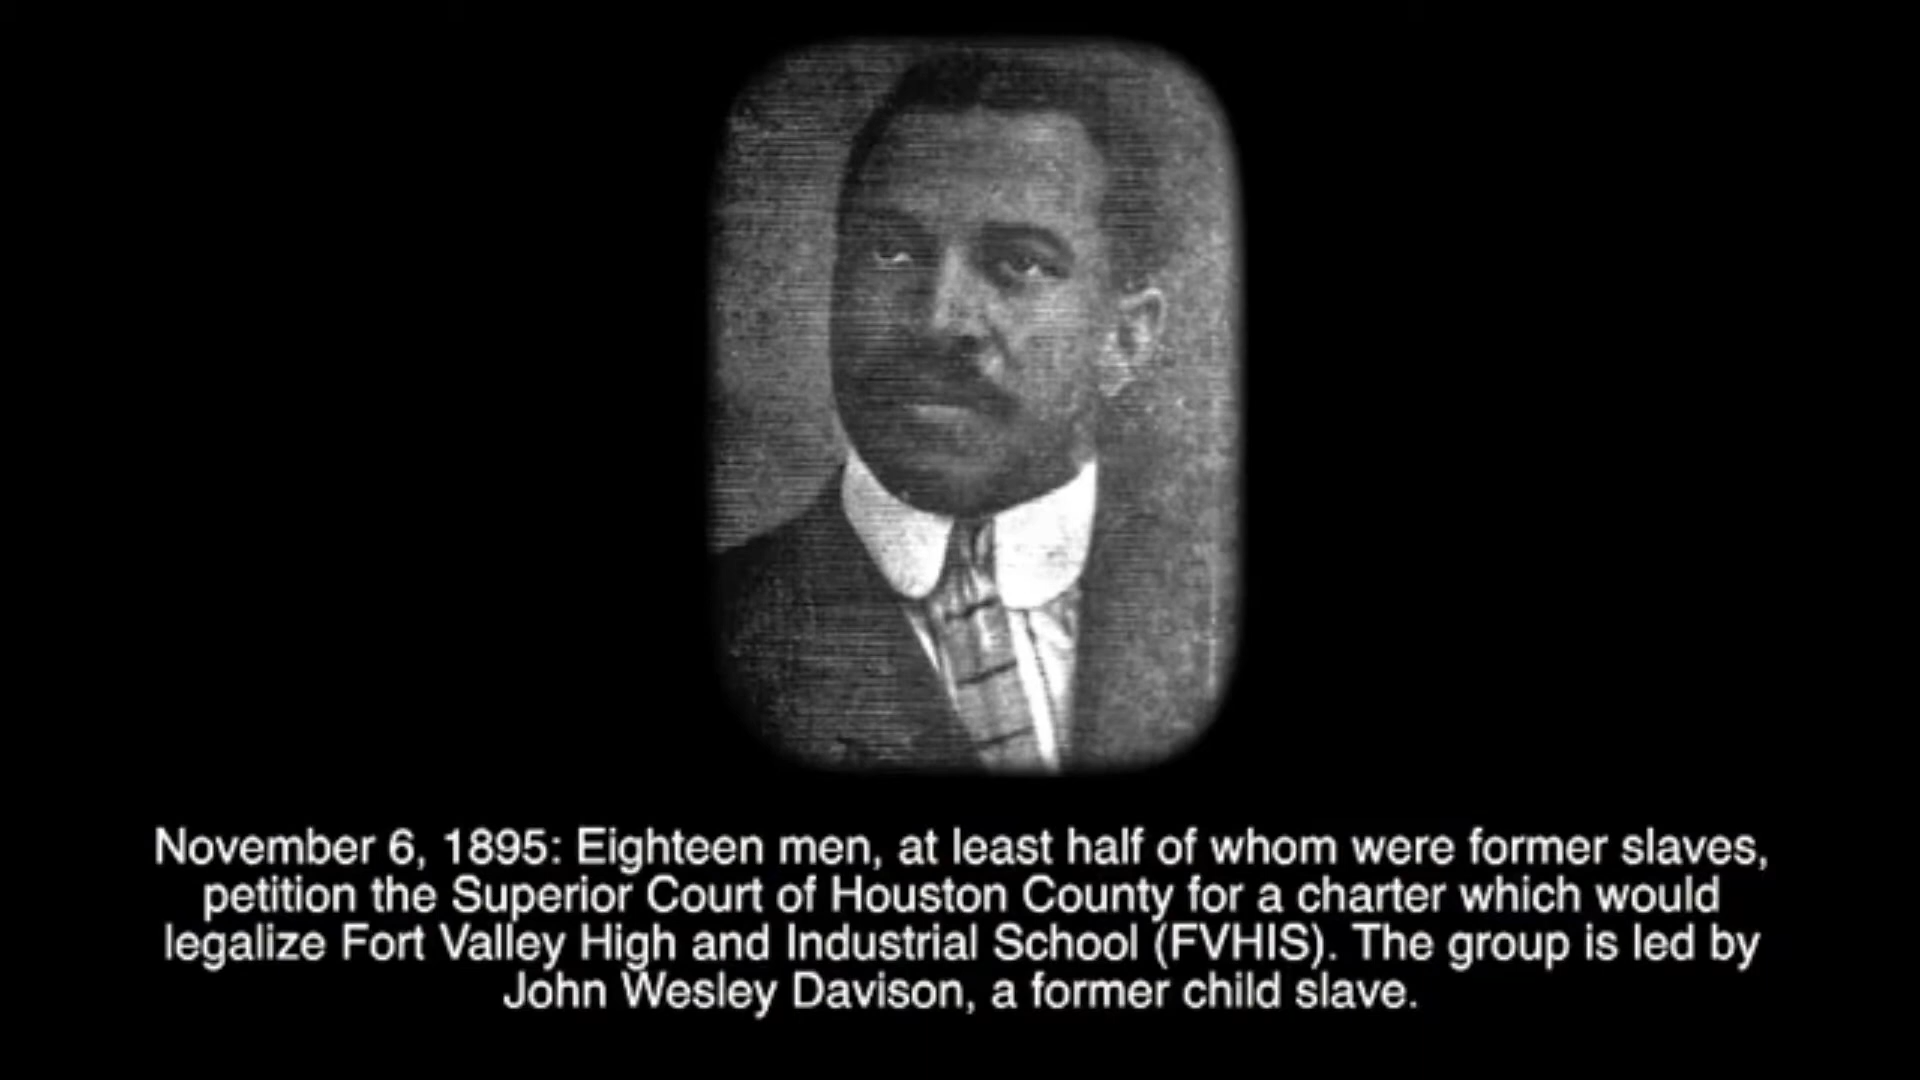 November 6, 1895: Eighteen men, at least half of whom were former slaves,
petition the Superior Court of Houston County for a charter which would
legalize Fort Valley High and Industrial School (FVHIS). The group is led by
John Wesley Davison, a former child slave.